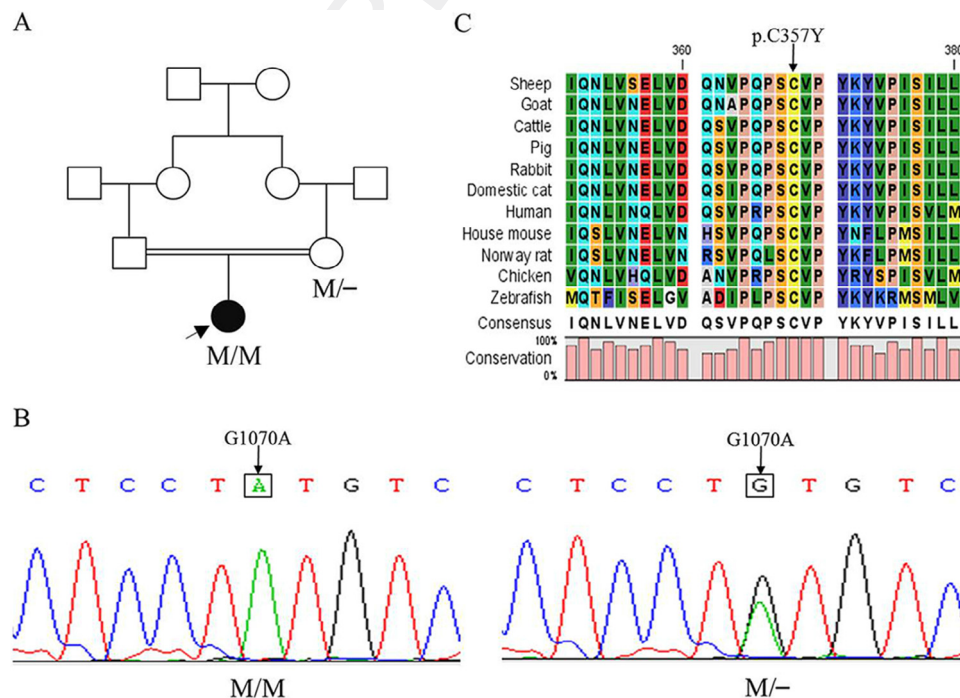 A
M/–
M/M
C
p.C357Y
360
380
Sheep IQNLVSELVD QNVPQPSCVP YKYVPISILL
Goat IQNLVNELVD QNAPQPSCVP YKYVPISILL
Cattle IQNLVNELVD QSVPQPSCVP YKYVPISILL
Pig IQNLVNELVD QSVPQPSCVP YKYVPISILL
Rabbit IQNLVNELVD QSVPQPSCVP YKYVPISILL
Domestic cat IQNLVNELVD QSIPQPSCVP YKYVPISILL
Human IQNLINQLVD QSVPRPSCVP YKYVPISVLM
House mouse IQSLVNELVN HSVPQPSCVP YNFLPMSILL
Norway rat IQSLVNELVN RSVPQLSCVP YKFLPMSILL
Chicken VQNLVHQLVD ANVPRPSCVP YRYSPISVLM
Zebrafish MQTFISELGV ADIPLPSCVP YKYKRMSMLV
Consensus IQNLVNELVD QSVPQPSCVP YKYVPISILL
100%
Conservation
0%
B
G1070A
C T C C T A T G T C
M/M
G1070A
C T C C T G T G T C
M/–